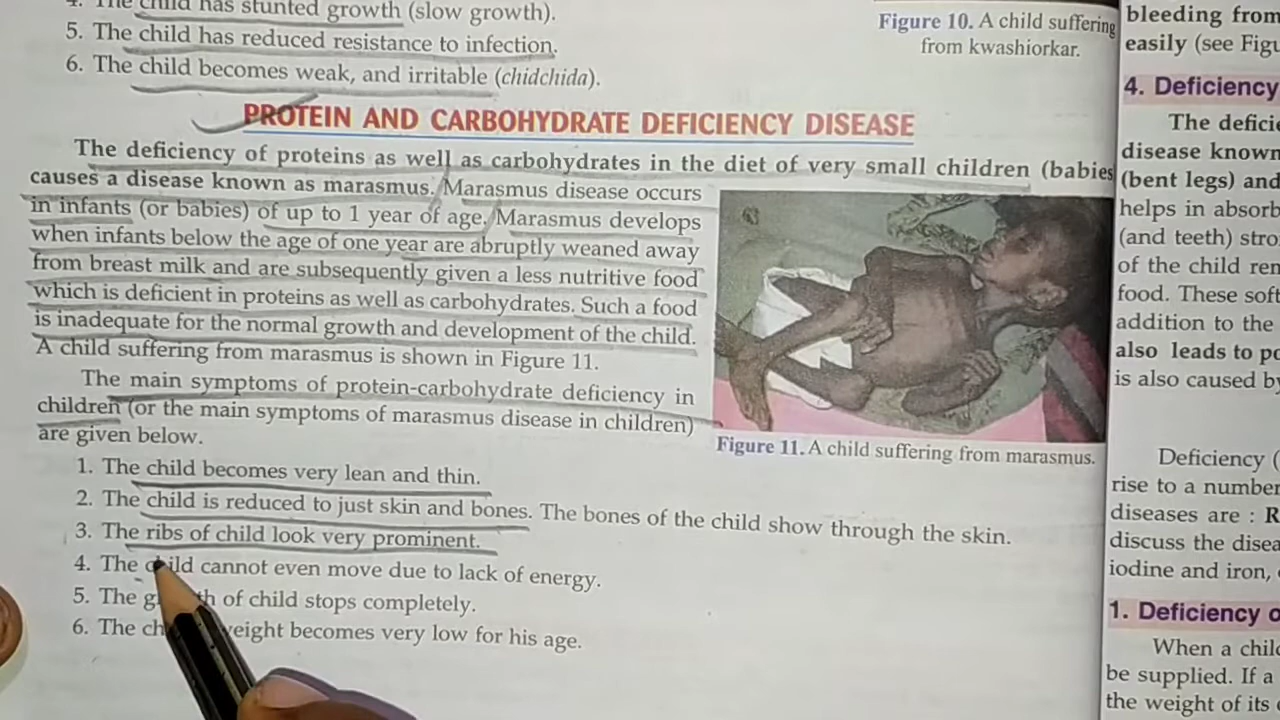 4. The child has stunted growth (slow growth).
5. The child has reduced resistance to infection.
6. The child becomes weak, and irritable (chidchida).
Figure 10. A child suffering
from kwashiorkar.
PROTEIN AND CARBOHYDRATE DEFICIENCY DISEASE
The deficiency of proteins as well as carbohydrates in the diet of very small children (babies
causes a disease known as marasmus. Marasmus disease occurs
in infants (or babies) of up to 1 year of age. Marasmus develops
when infants below the age of one year are abruptly weaned away
from breast milk and are subsequently given a less nutritive food
which is deficient in proteins as well as carbohydrates. Such a food
is inadequate for the normal growth and development of the child.
A child suffering from marasmus is shown in Figure 11.
The main symptoms of protein-carbohydrate deficiency in
children (or the main symptoms of marasmus disease in children)
are given below.
Figure 11. A child suffering from marasmus.
1. The child becomes very lean and thin.
2. The child is reduced to just skin and bones. The bones of the child show through the skin.
3. The ribs of child look very prominent.
4. The child cannot even move due to lack of energy.
5. The of child stops completely.
6. The weight becomes very low for his age.
bleeding from
easily (see
4. Deficiency
The
disease known
(bent legs) and
helps in
(and teeth)
of the child
food. These
addition to the
also leads to
is also caused
Deficiency (
rise to a number
diseases are :
discuss the
iodine and iron,
1. Deficiency
When a
be supplied. If a
the weight of its